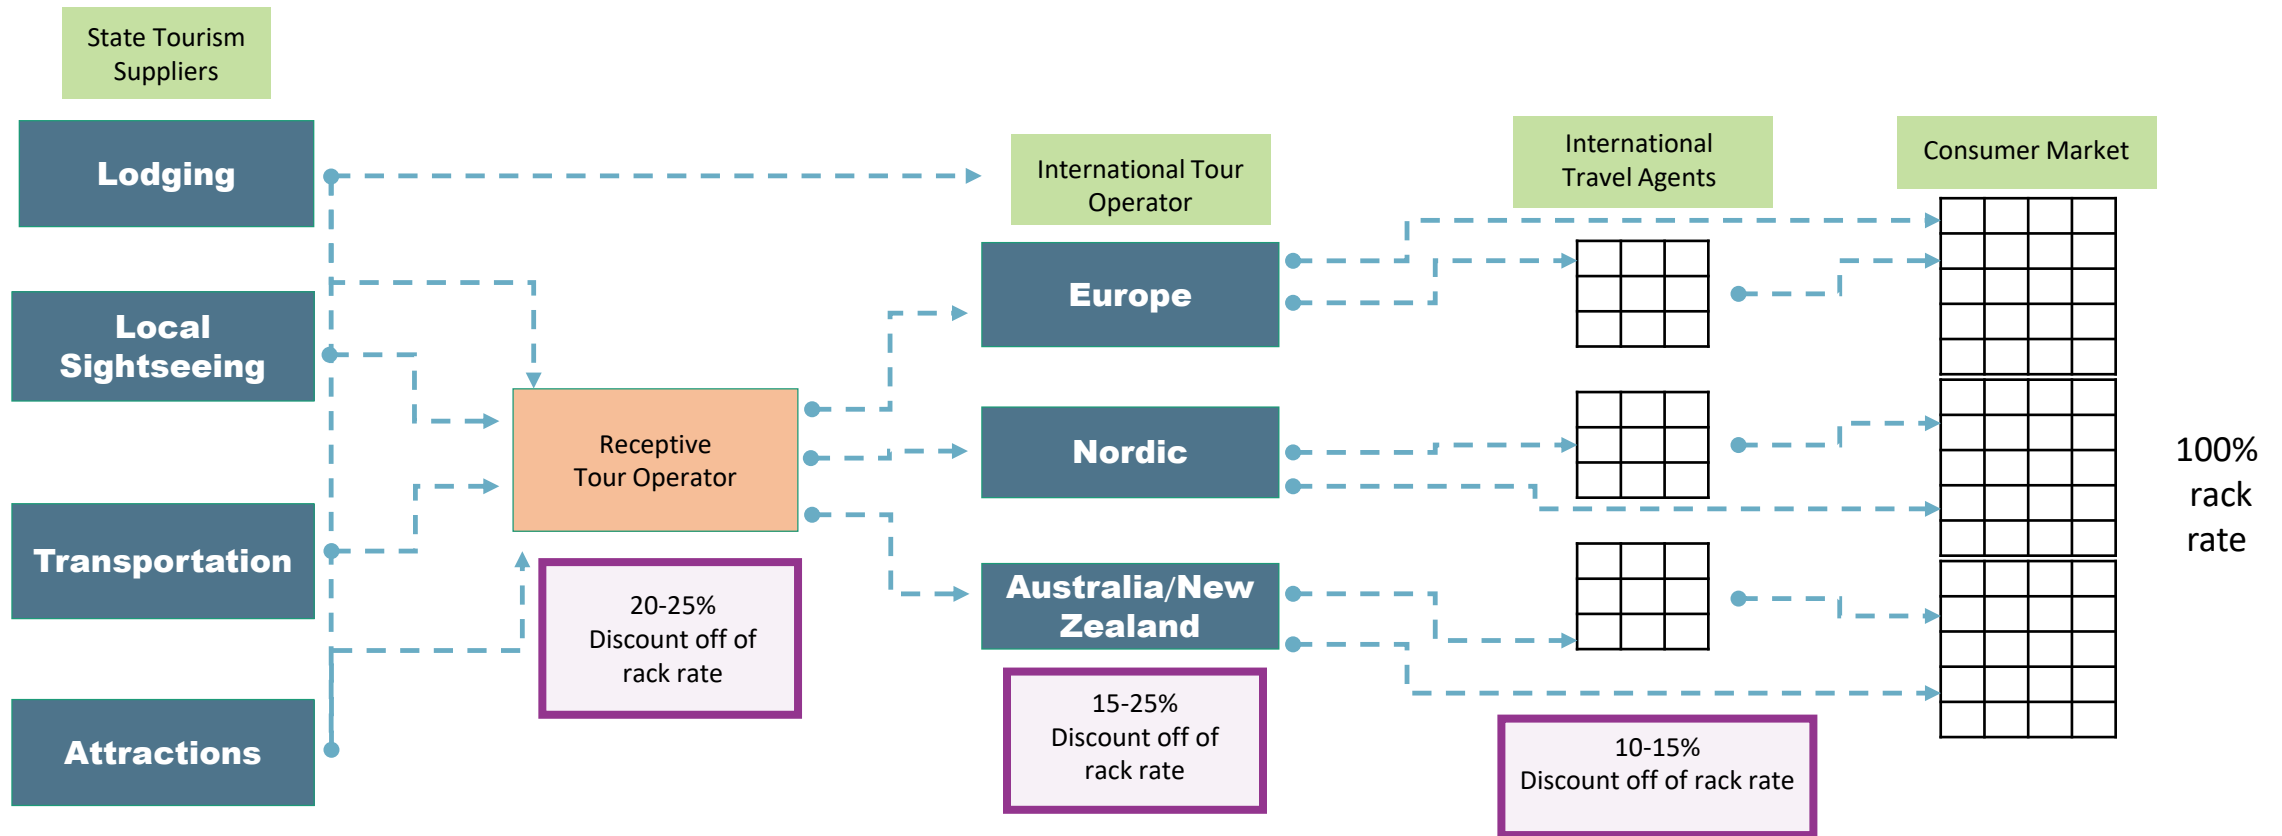 State Tourism
Suppliers
Lodging
Local
Sightseeing
Transportation
Attractions
Receptive
Tour Operator
20-25%
Discount off of
rack rate
International Tour
Operator
Europe
Nordic
Australia/New
Zealand
15-25%
Discount off of
rack rate
International
Travel Agents
10-15%
Discount off of rack rate
Consumer Market
100%
rack
rate